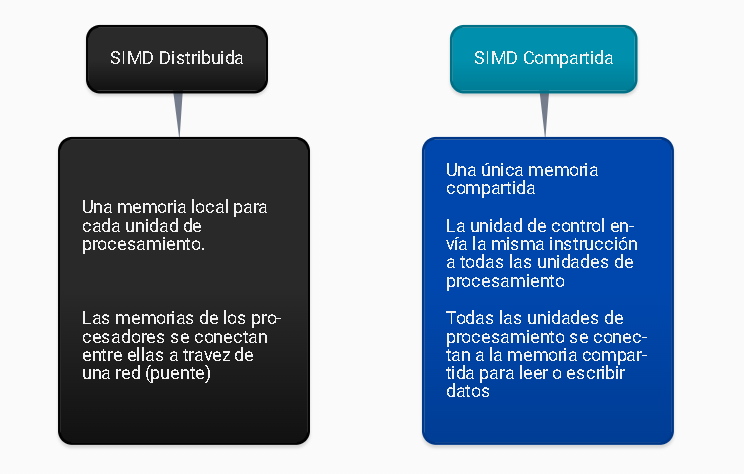 SIMD Distribuida
Una memoria local para
cada unidad de
procesamiento.
Las memorias de los pro-
cesadores se conectan
entre ellas a travez de
una red (puente)
SIMD Compartida
Una única memoria
compartida
La unidad de control en-
vía la misma instrucción
a todas las unidades de
procesamiento
Todas las unidades de
procesamiento se conec-
tan a la memoria compar-
tida para leer o escribir
datos